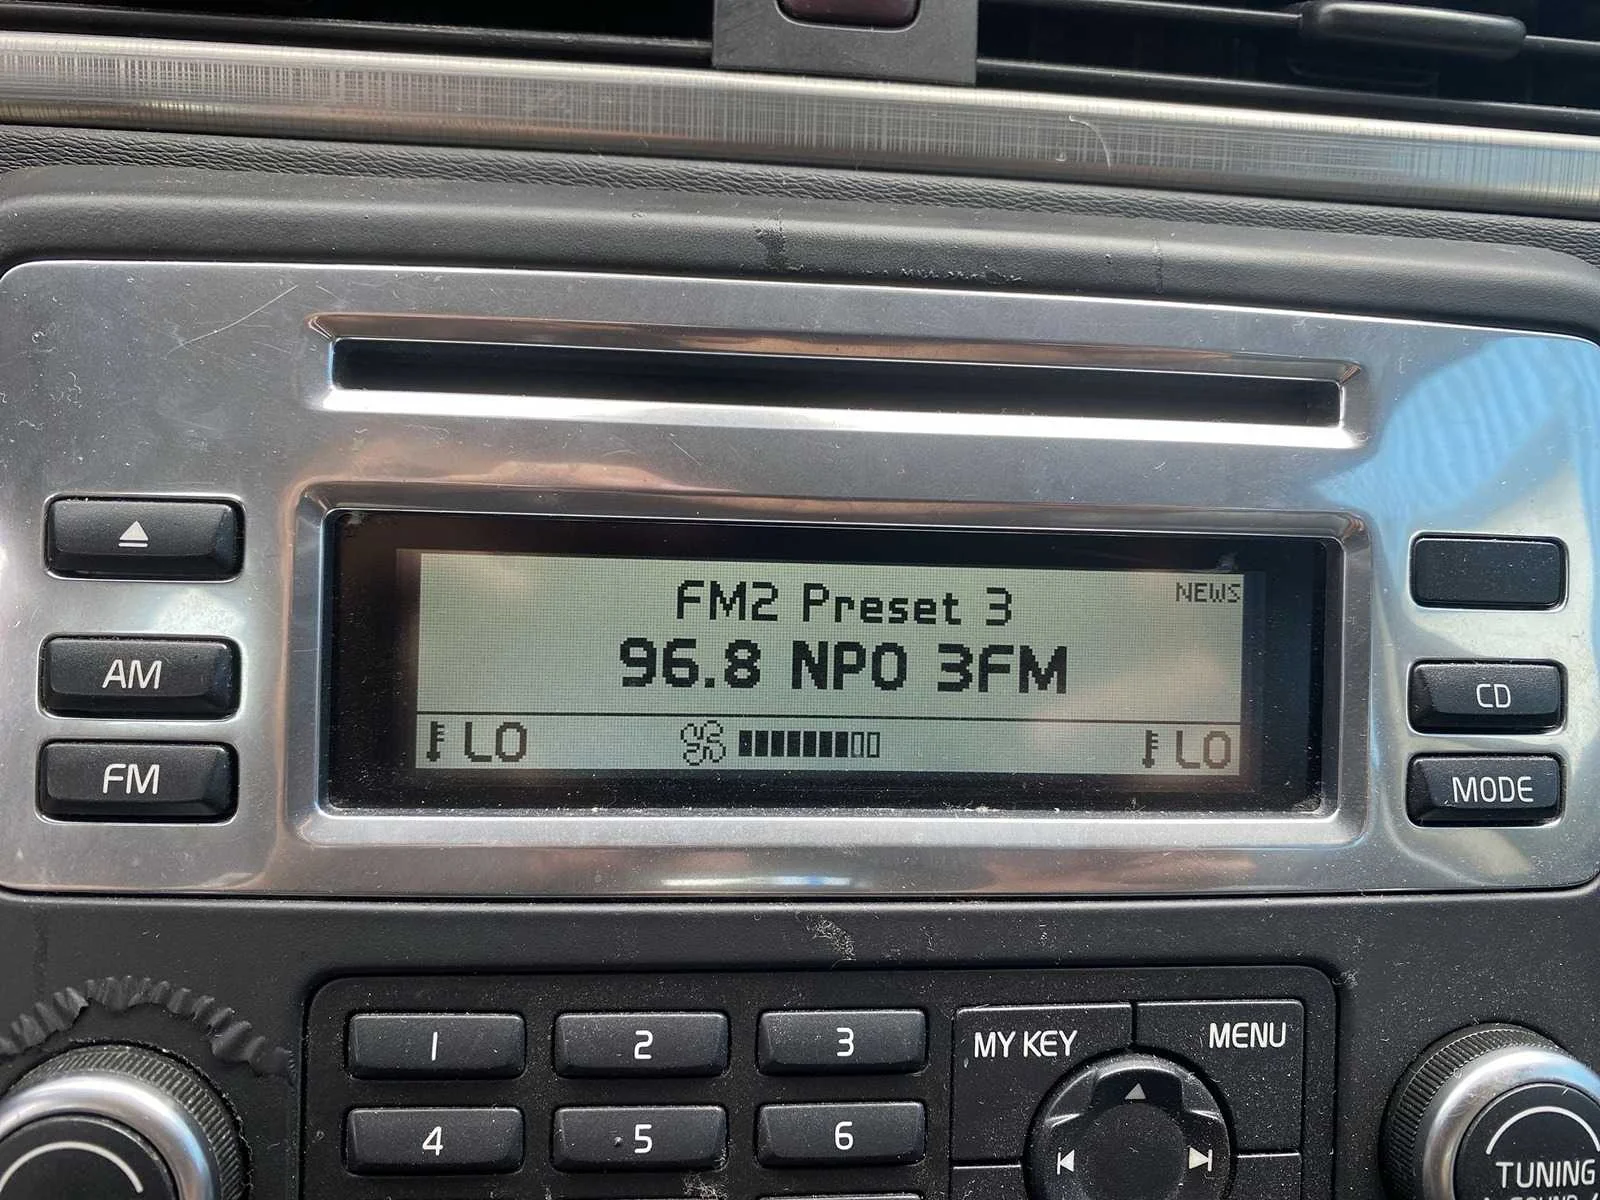 FM2 Preset 3
NEWS
96.8 NPO 3FM
LO
LO
AM
FM
CD
MODE
1
2
3
MY KEY
MENU
4
5
6
TUNING